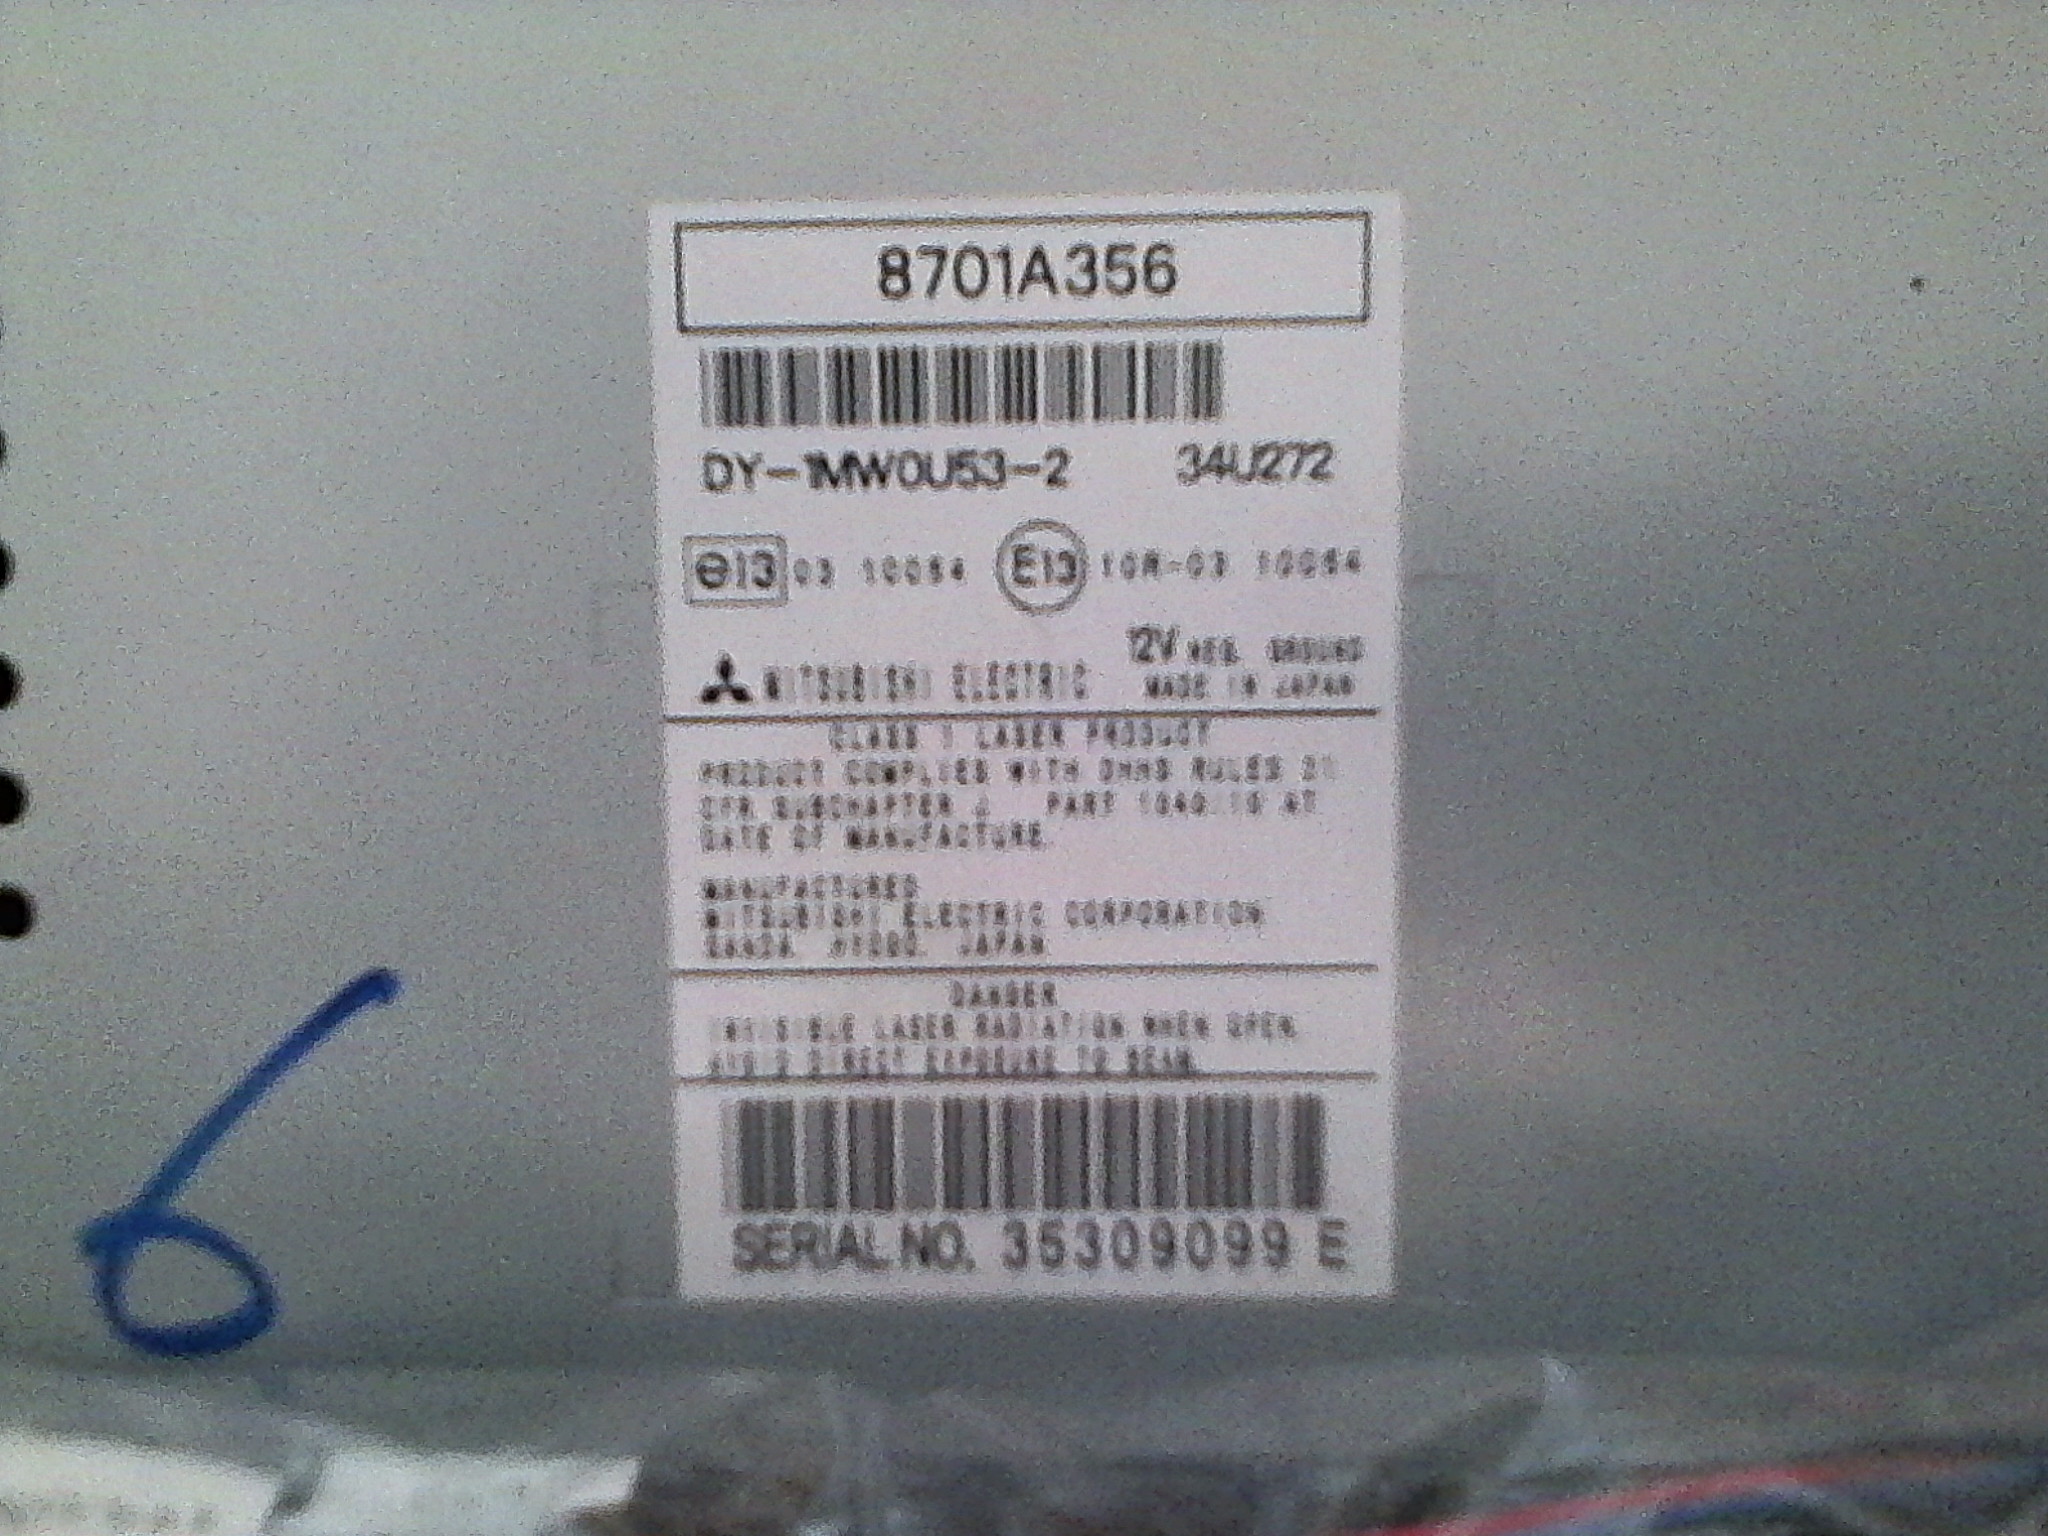 8701A356
DY-1MW0U53-2 34U272
e13 03 10054 E13 10R-03 10054
12V NEG. GROUND
MITSUBISHI ELECTRIC MADE IN JAPAN
CLASS 1 LASER PRODUCT
PRODUCT COMPLIES WITH DHHS RULES 21
CFR SUBCHAPTER J PART 1040.10 AT
DATE OF MANUFACTURE.
MANUFACTURED
MITSUBISHI ELECTRIC CORPORATION
SANDA HYOGO, JAPAN
DANGER
INVISIBLE LASER RADIATION WHEN OPEN.
AVOID DIRECT EXPOSURE TO BEAM.
SERIAL NO. 35309099 E
6